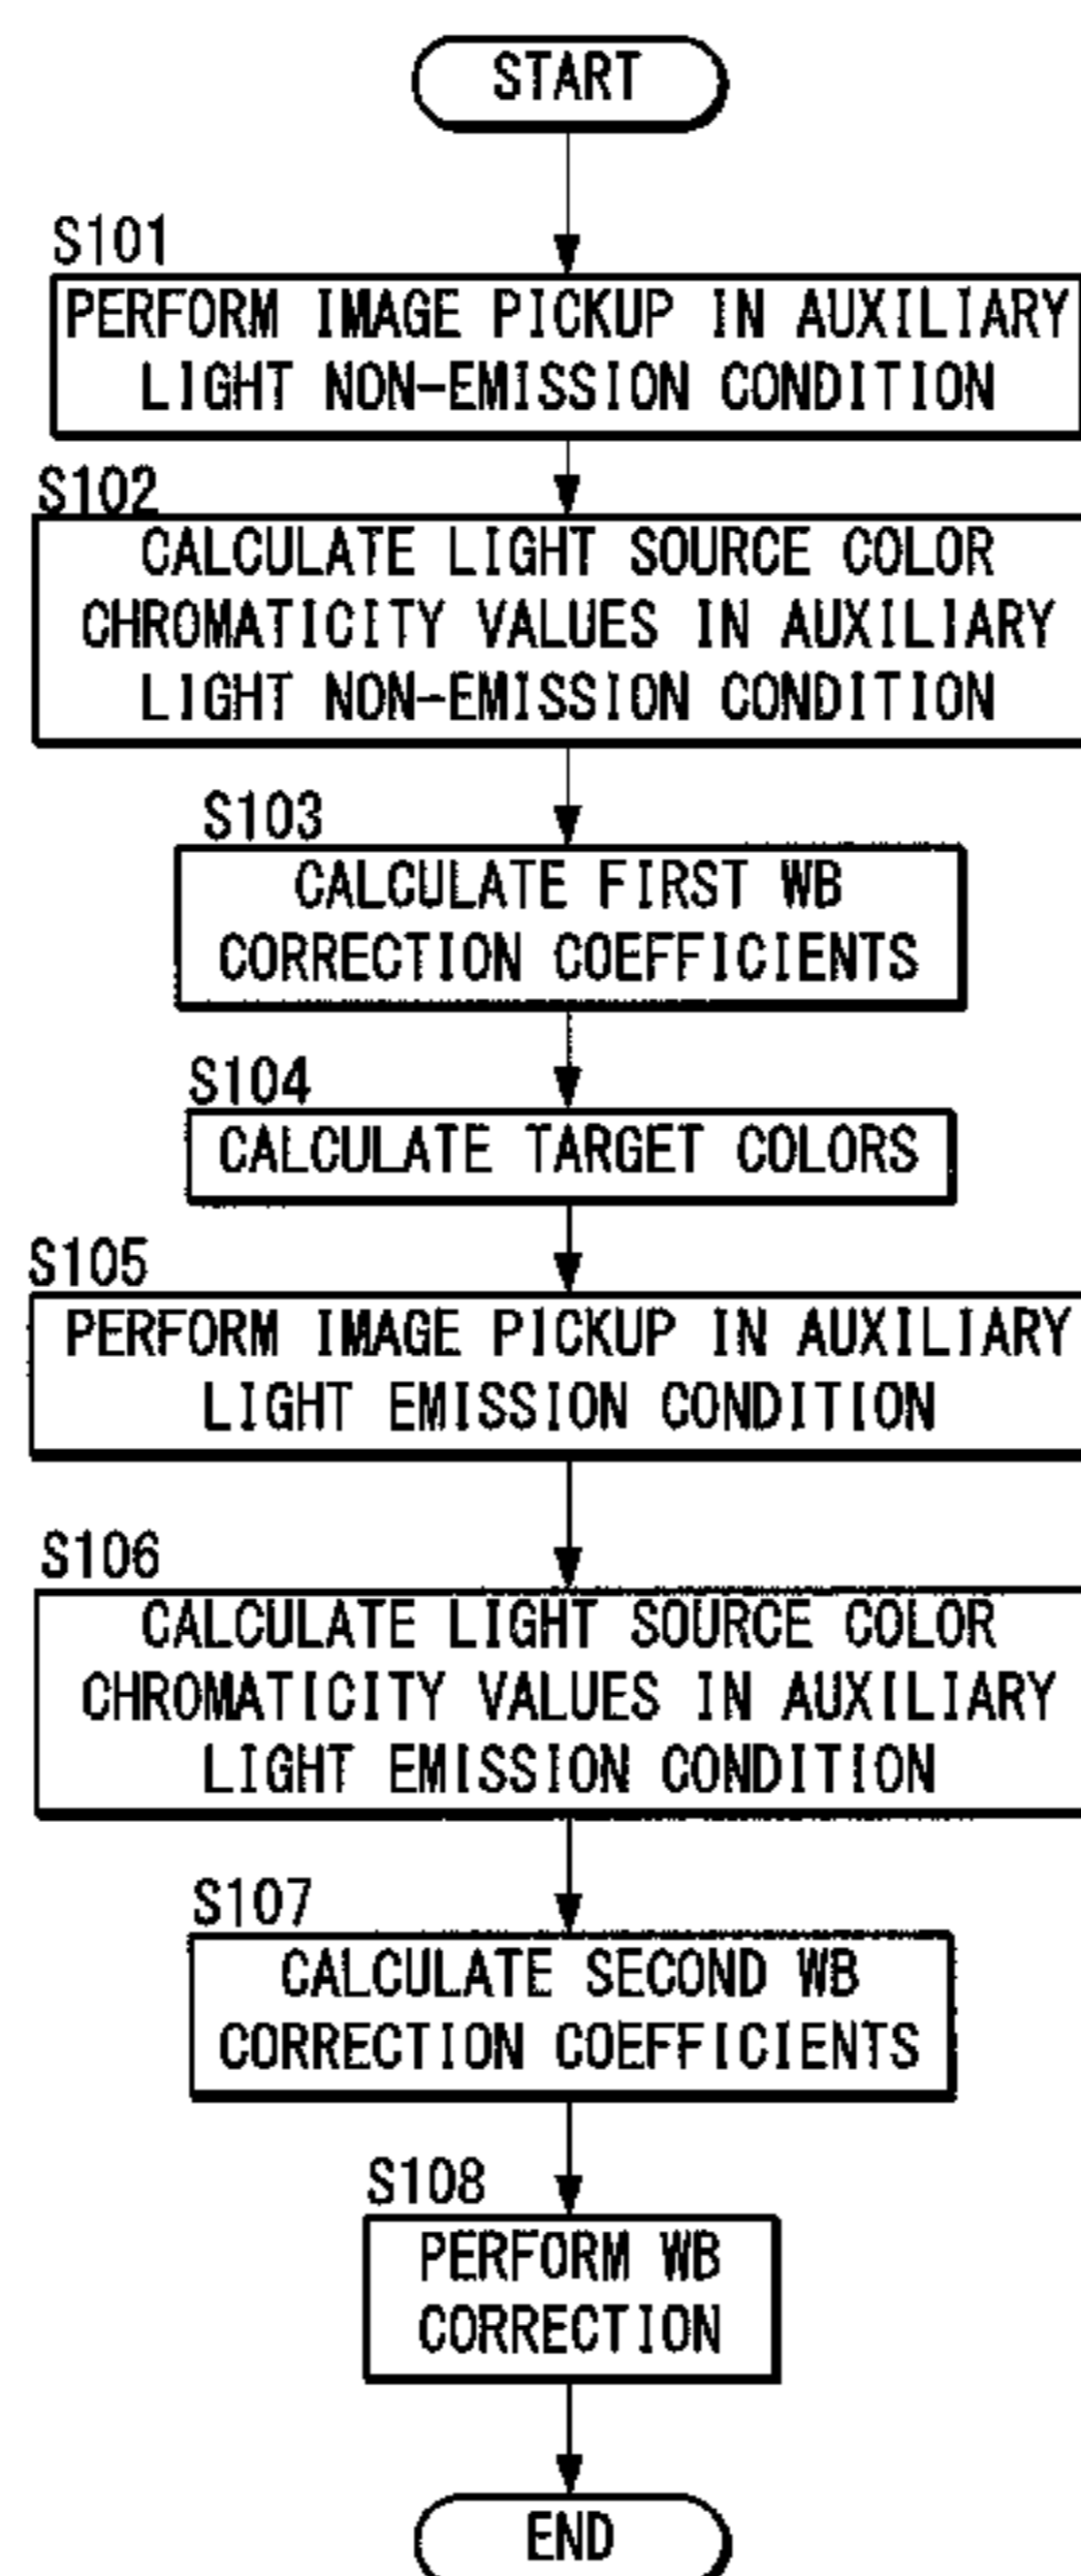 START
S101
PERFORM IMAGE PICKUP IN AUXILIARY
LIGHT NON-EMISSION CONDITION
S102
CALCULATE LIGHT SOURCE COLOR
CHROMATICITY VALUES IN AUXILIARY
LIGHT NON-EMISSION CONDITION
S103
CALCULATE FIRST WB
CORRECTION COEFFICIENTS
S104
CALCULATE TARGET COLORS
S105
PERFORM IMAGE PICKUP IN AUXILIARY
LIGHT EMISSION CONDITION
S106
CALCULATE LIGHT SOURCE COLOR
CHROMATICITY VALUES IN AUXILIARY
LIGHT EMISSION CONDITION
S107
CALCULATE SECOND WB
CORRECTION COEFFICIENTS
S108
PERFORM WB
CORRECTION
END